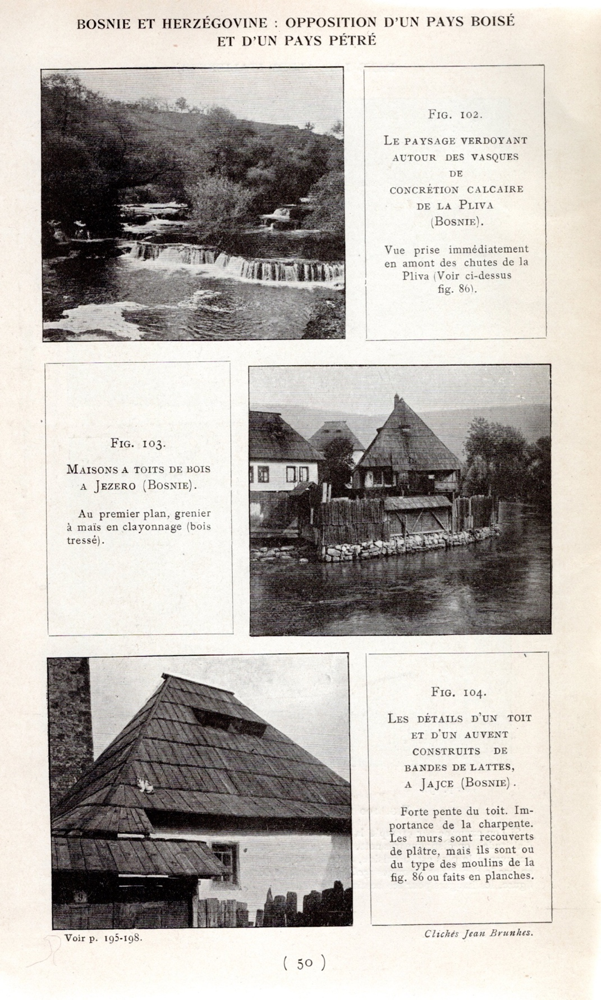 BOSNIE ET HERZÉGOVINE : OPPOSITION D'UN PAYS BOISÉ
ET D'UN PAYS PÉTRÉ
FIG. 102.
LE PAYSAGE VERDOYANT
AUTOUR DES VASQUES
DE
CONCRÉTION CALCAIRE
DE LA PLIVA
(BOSNIE).
Vue prise immédiatement
en amont des chutes de la
Pliva (Voir ci-dessus
fig. 86).
FIG. 103.
MAISONS A TOITS DE BOIS
A JEZERO (BOSNIE).
Au premier plan, grenier
à maïs en clayonnage (bois
tressé).
FIG. 104.
LES DÉTAILS D'UN TOIT
ET D'UN AUVENT
CONSTRUITS DE
BANDES DE LATTES,
A JAJCE (BOSNIE).
Forte pente du toit. Im-
portance de la charpente.
Les murs sont recouverts
de plâtre, mais ils sont ou
du type des moulins de la
fig. 86 ou faits en planches.
9
Voir p. 195-198.
Clichés Jean Brunhes.
( 50 )